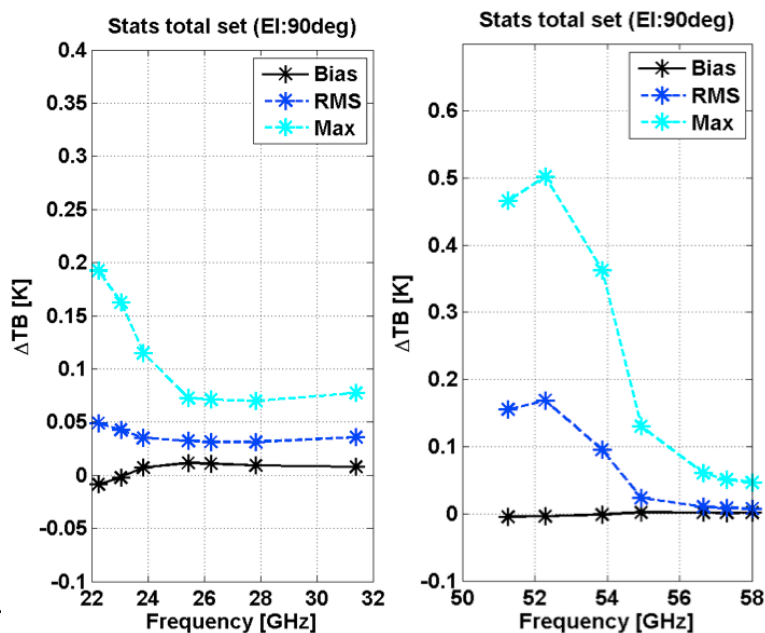 Stats total set (El:90deg)
0.4
0.35
0.3
0.25
0.2
0.15
0.1
0.05
0
-0.05
-0.1
ΔTB [K]
Bias
RMS
Max
22 24 26 28 30 32
Frequency [GHz]
Stats total set (El:90deg)
0.6
0.5
0.4
0.3
0.2
0.1
0
-0.1
ΔTB [K]
Bias
RMS
Max
50 52 54 56 58
Frequency [GHz]